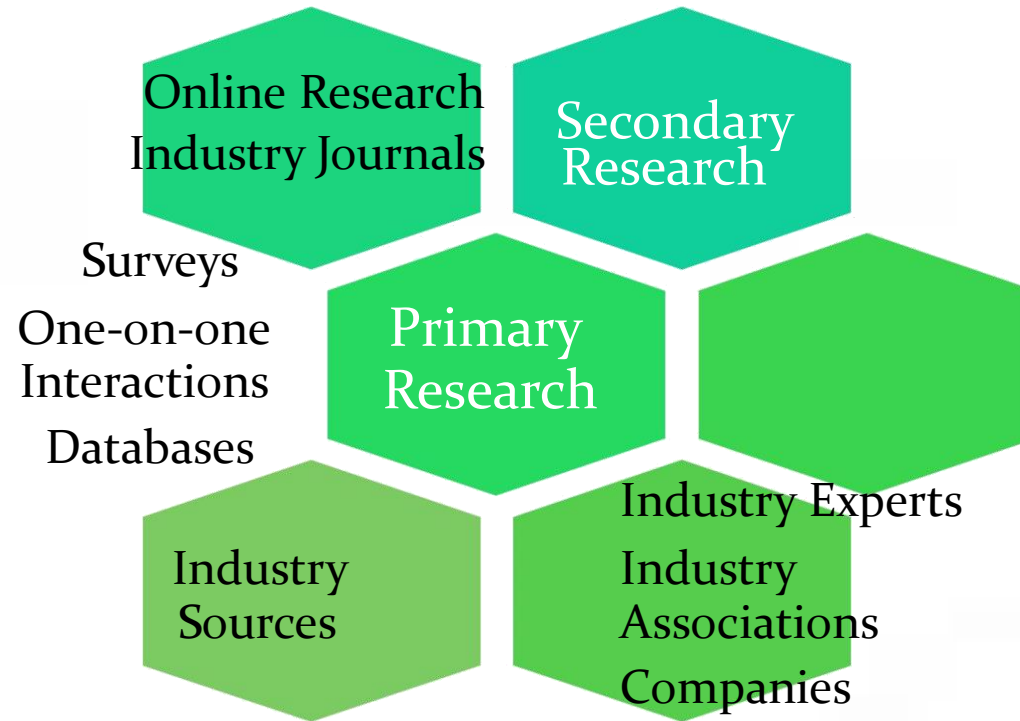 Online Research
Industry Journals
Secondary
Research
Surveys
One-on-one
Interactions
Databases
Primary
Research
Industry
Sources
Industry Experts
Industry
Associations
Companies